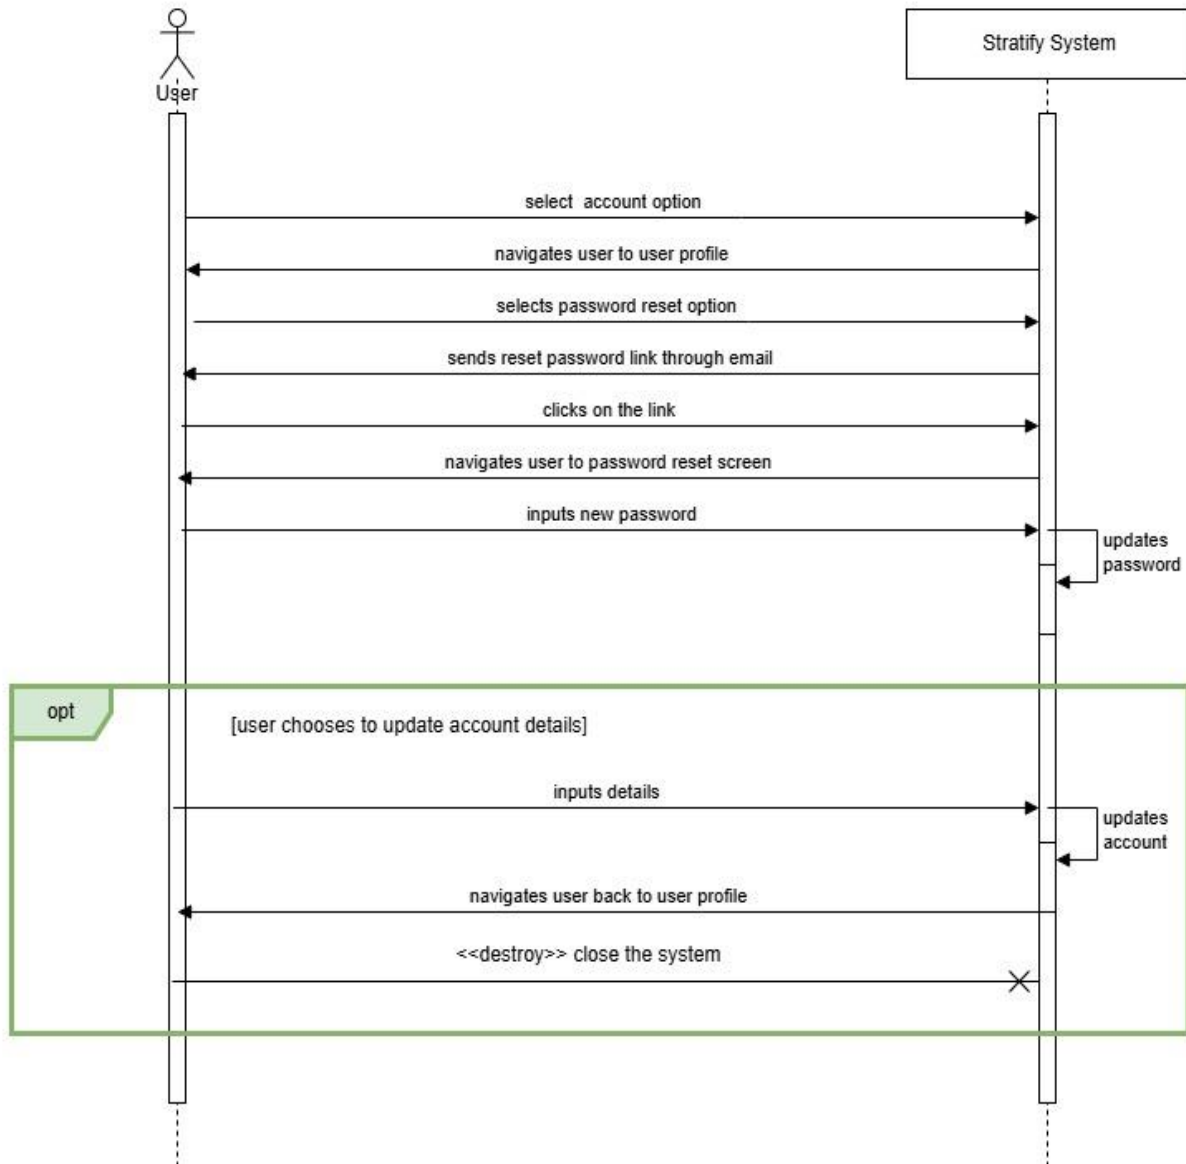 User
Stratify System
select account option
navigates user to user profile
selects password reset option
sends reset password link through email
clicks on the link
navigates user to password reset screen
inputs new password
updates
password
opt
[user chooses to update account details]
inputs details
updates
account
navigates user back to user profile
<<destroy>> close the system